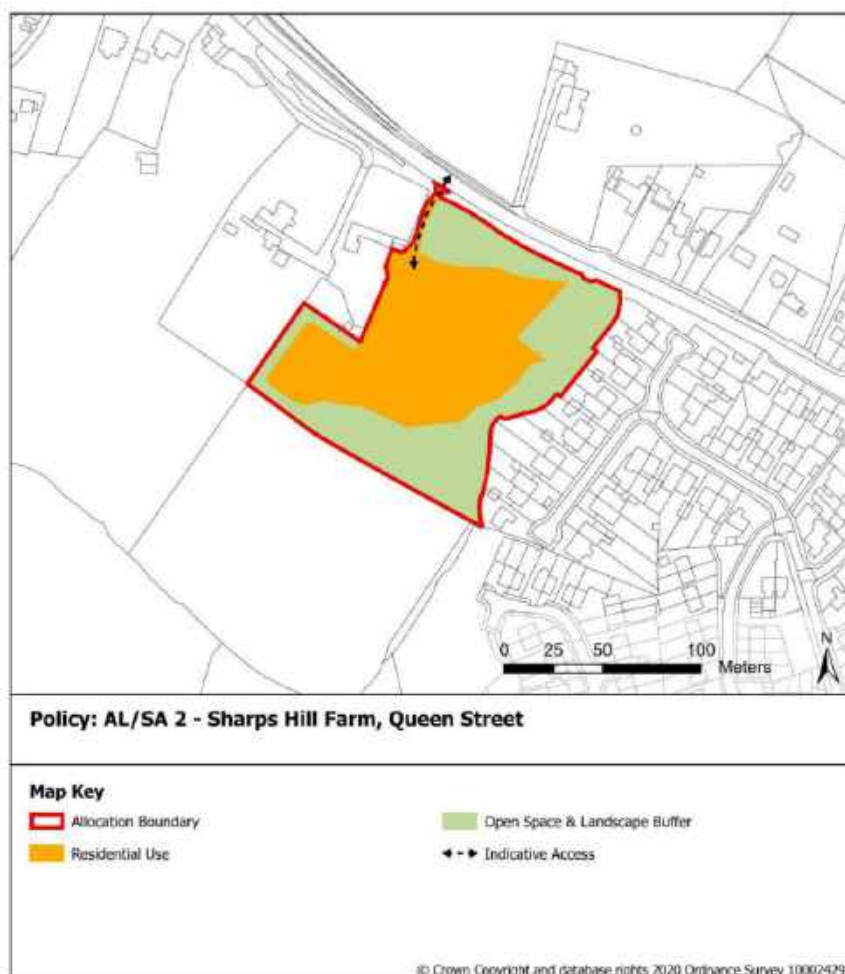 0 25 50 100
Meters
N
Policy: AL/SA 2 - Sharps Hill Farm, Queen Street
Map Key
Allocation Boundary
Open Space & Landscape Buffer
Residential Use
Indicative Access
© Crown Copyright and database rights 2020 Ordnance Survey 10002429